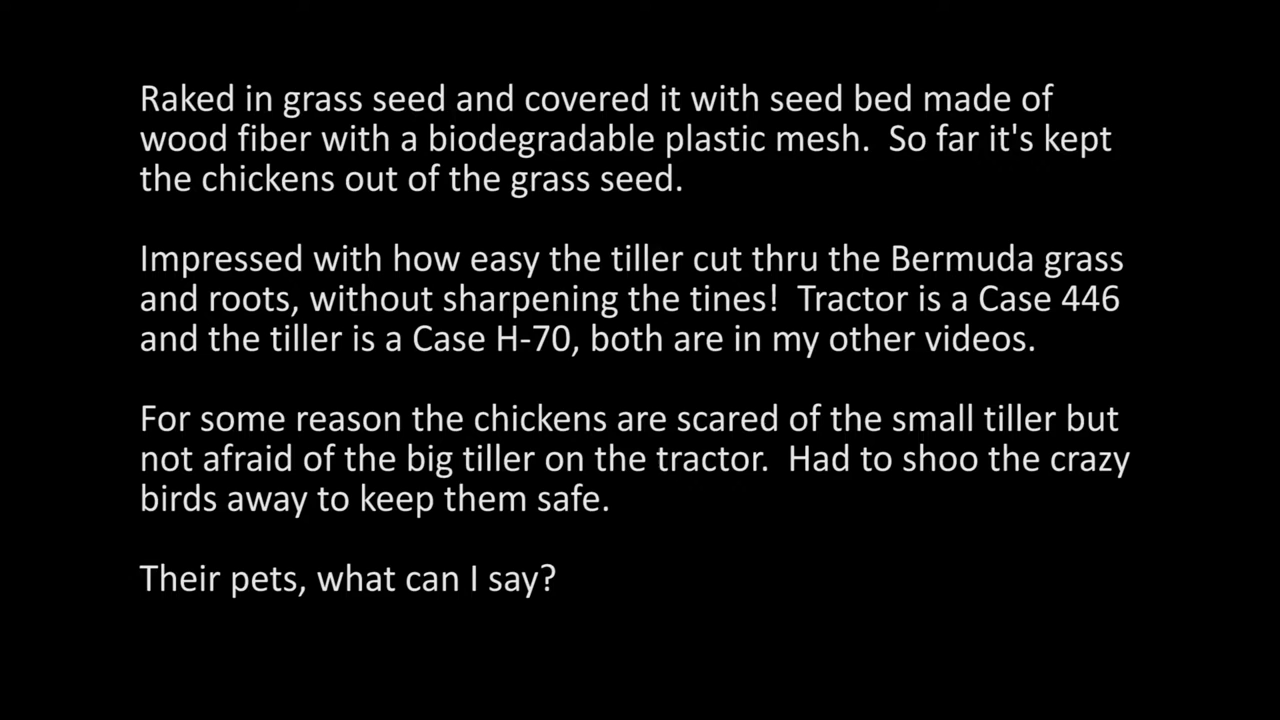 Raked in grass seed and covered it with seed bed made of
wood fiber with a biodegradable plastic mesh.  So far it's kept
the chickens out of the grass seed.
Impressed with how easy the tiller cut thru the Bermuda grass
and roots, without sharpening the tines!  Tractor is a Case 446
and the tiller is a Case H-70, both are in my other videos.
For some reason the chickens are scared of the small tiller but
not afraid of the big tiller on the tractor.  Had to shoo the crazy
birds away to keep them safe.
Their pets, what can I say?